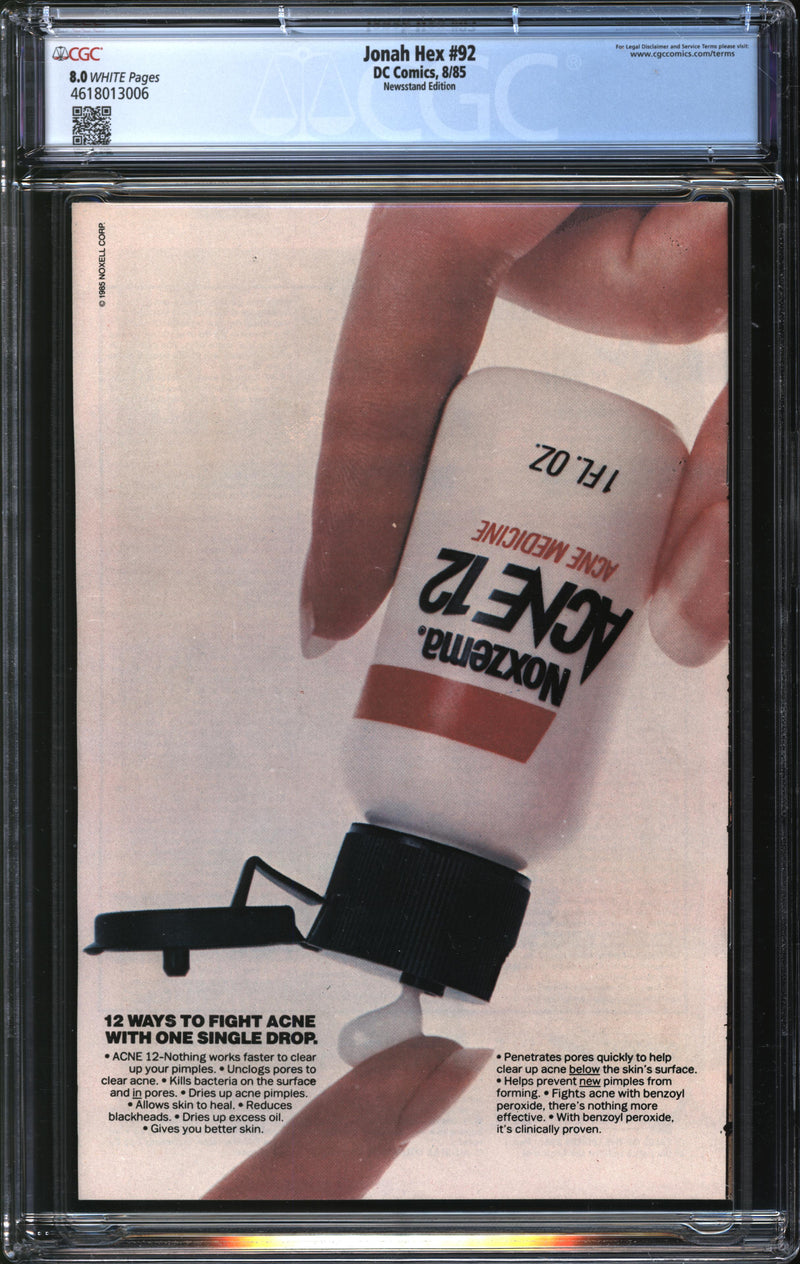 CGC
8.0 WHITE Pages
4618013006
Jonah Hex #92
DC Comics, 8/85
Newsstand Edition
For Legal Disclaimer and Service Terms please visit:
www.cgccomics.com/terms
CGC
© 1985 NOXELL CORP.
1 FL. OZ.
ACNE MEDICINE
ACNE 12
Noxzema.
12 WAYS TO FIGHT ACNE
WITH ONE SINGLE DROP.
• ACNE 12-Nothing works faster to clear
up your pimples. • Unclogs pores to
clear acne. • Kills bacteria on the surface
and in pores. • Dries up acne pimples.
• Allows skin to heal. • Reduces
blackheads. • Dries up excess oil.
• Gives you better skin.
• Penetrates pores quickly to help
clear up acne below the skin's surface.
• Helps prevent new pimples from
forming. • Fights acne with benzoyl
peroxide, there's nothing more
effective. • With benzoyl peroxide,
it's clinically proven.